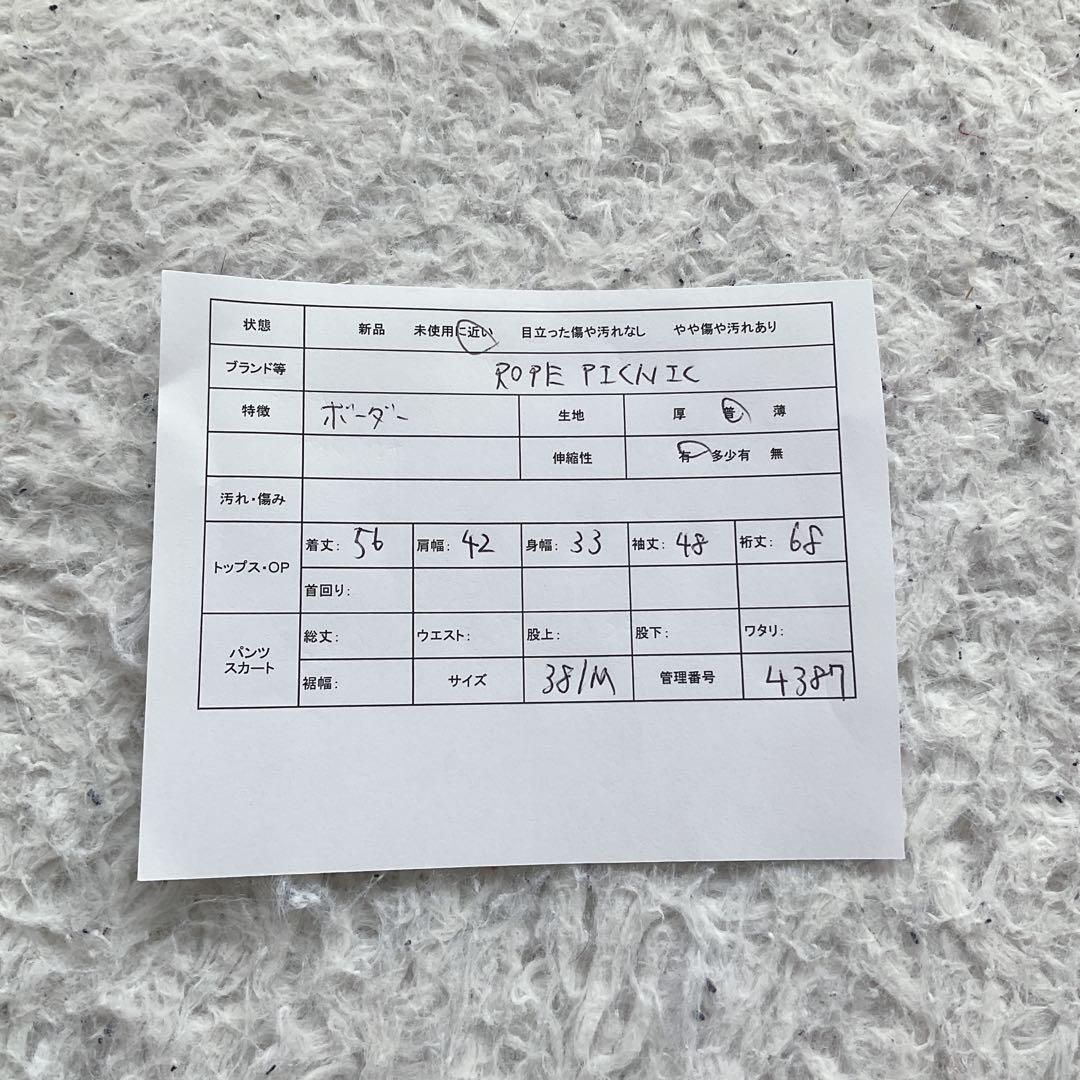 状態 新品 未使用に近い 目立った傷や汚れなし やや傷や汚れあり
ブランド等 ROPE PICNIC
特徴 ボーダー 生地 厚 普 薄
伸縮性 有 多少有 無
汚れ・傷み
トップス・OP
着丈: 56 肩幅: 42 身幅: 33 袖丈: 48 裄丈: 68
首回り:
パンツ
スカート
総丈: ウエスト: 股上: 股下: ワタリ:
裾幅: サイズ 38/M 管理番号 4387